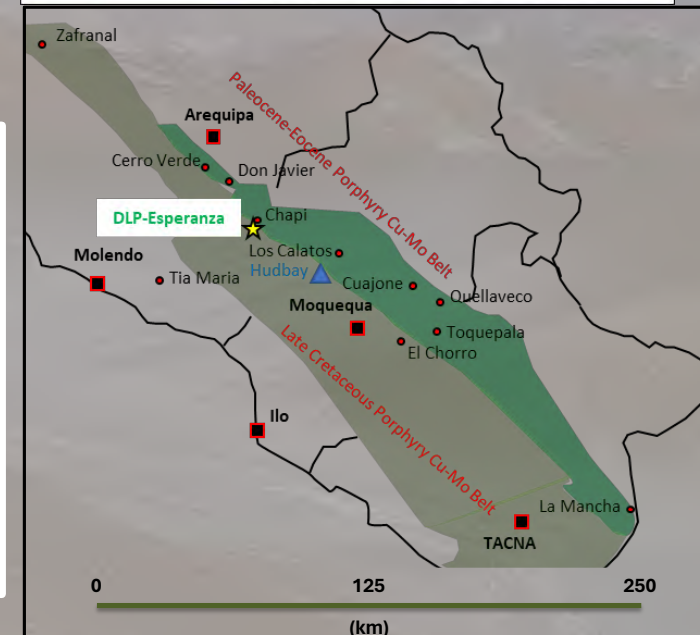 Zafranal
Paleocene-Eocene Porphyry Cu-Mo Belt
Arequipa
Cerro Verde
Don Javier
DLP-Esperanza
Chapi
Los Calatos
Molendo
Hudbay
Tia Maria
Cuajone
Quellaveco
Moquequa
Toquepala
El Chorro
Late Cretaceous Porphyry Cu-Mo Belt
Ilo
La Mancha
TACNA
0 125 250
(km)